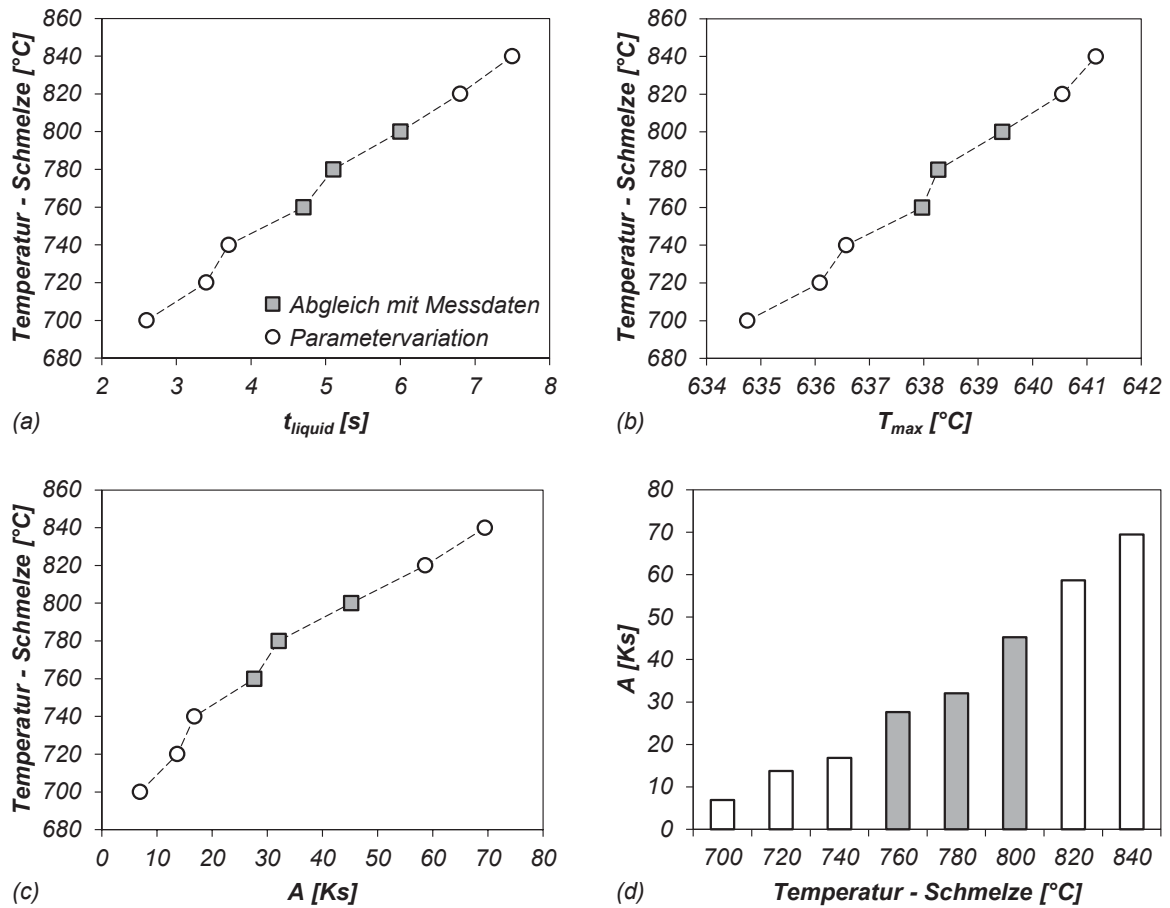 860
840
820
800
780
760
740
720
700
680
Temperatur - Schmelze [°C]
Abgleich mit Messdaten
Parametervariation
2 3 4 5 6 7 8
(a) t_liquid [s]
860
840
820
800
780
760
740
720
700
680
Temperatur - Schmelze [°C]
634 635 636 637 638 639 640 641 642
(b) T_max [°C]
860
840
820
800
780
760
740
720
700
680
Temperatur - Schmelze [°C]
0 10 20 30 40 50 60 70 80
(c) A [Ks]
80
70
60
50
40
30
20
10
0
A [Ks]
700 720 740 760 780 800 820 840
(d) Temperatur - Schmelze [°C]